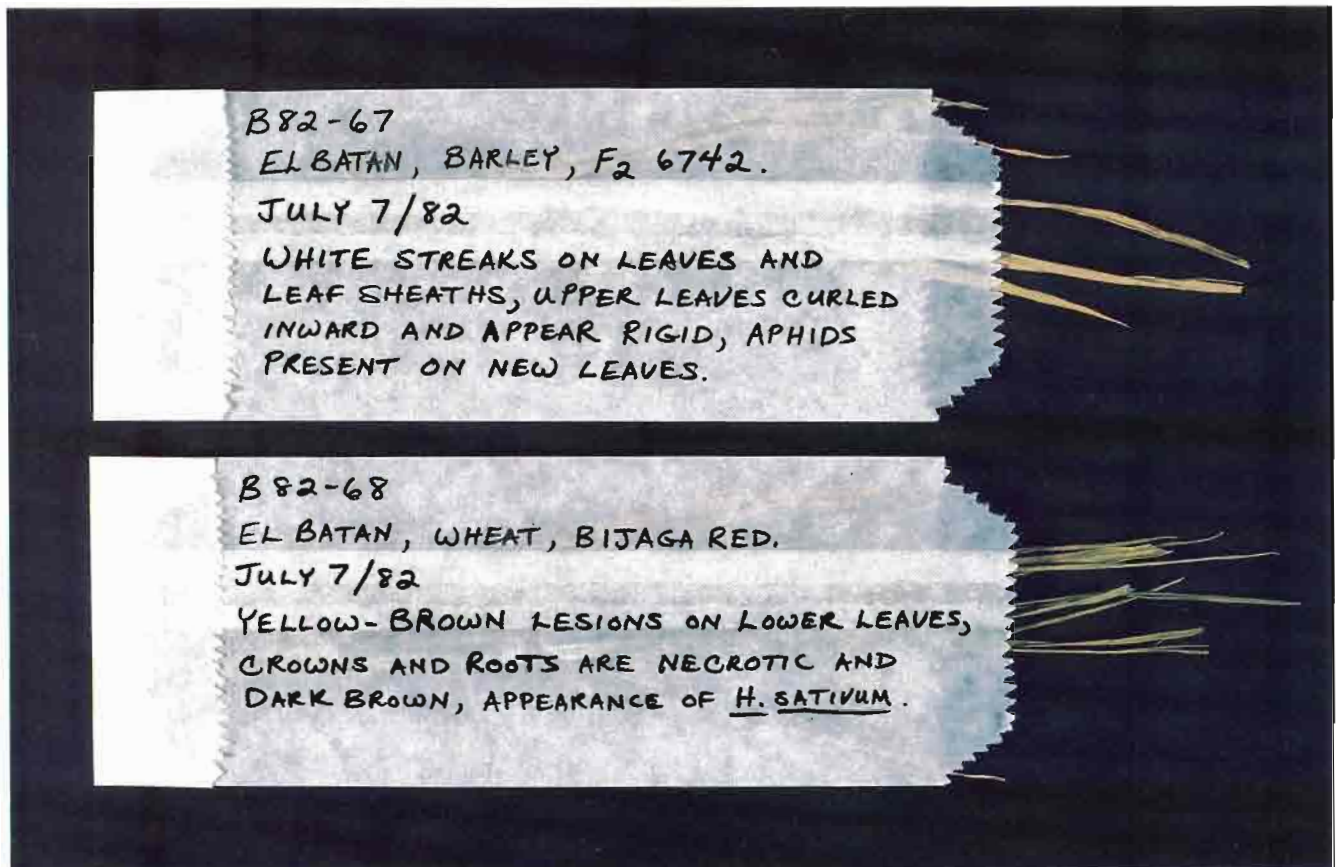 B82-67
EL BATAN, BARLEY, F₂ 6742.
JULY 7/82
WHITE STREAKS ON LEAVES AND
LEAF SHEATHS, UPPER LEAVES CURLED
INWARD AND APPEAR RIGID, APHIDS
PRESENT ON NEW LEAVES.
B82-68
EL BATAN, WHEAT, BIJAGA RED.
JULY 7/82
YELLOW-BROWN LESIONS ON LOWER LEAVES,
CROWNS AND ROOTS ARE NECROTIC AND
DARK BROWN, APPEARANCE OF H. SATIVUM.